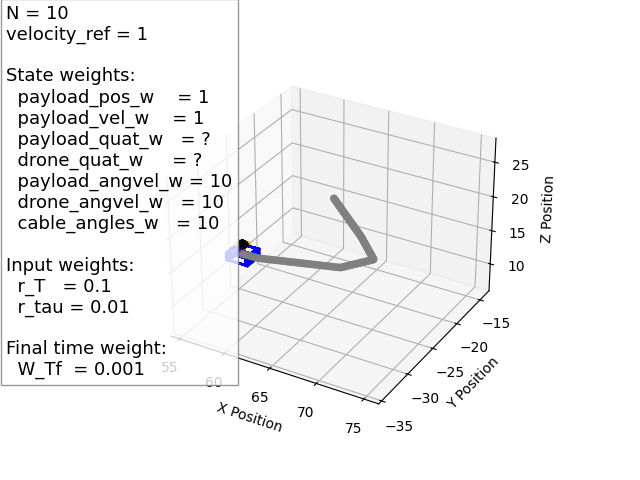 N = 10
velocity_ref = 1
State weights:
payload_pos_w = 1
payload_vel_w = 1
payload_quat_w = ?
drone_quat_w = ?
payload_angvel_w = 10
drone_angvel_w = 10
cable_angles_w = 10
Input weights:
r_T = 0.1
r_tau = 0.01
Final time weight:
W_Tf = 0.001
55
60
65
70
75
X Position
−35
−30
−25
−20
−15
Y Position
10
15
20
25
Z Position